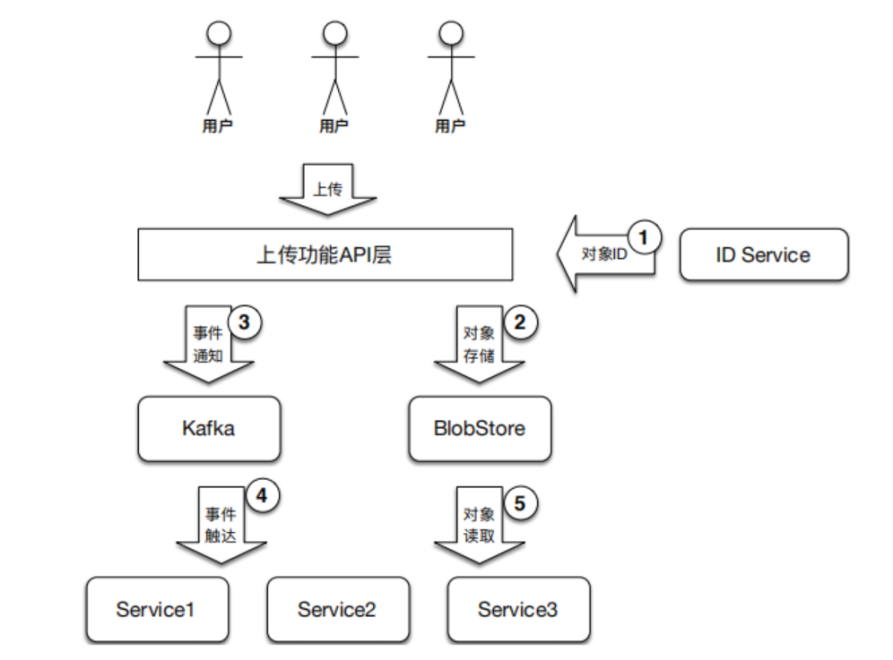 用户 用户 用户
上传
上传功能API层
对象ID
1
ID Service
事件
通知
3
对象
存储
2
Kafka
BlobStore
事件
触达
4
对象
读取
5
Service1
Service2
Service3